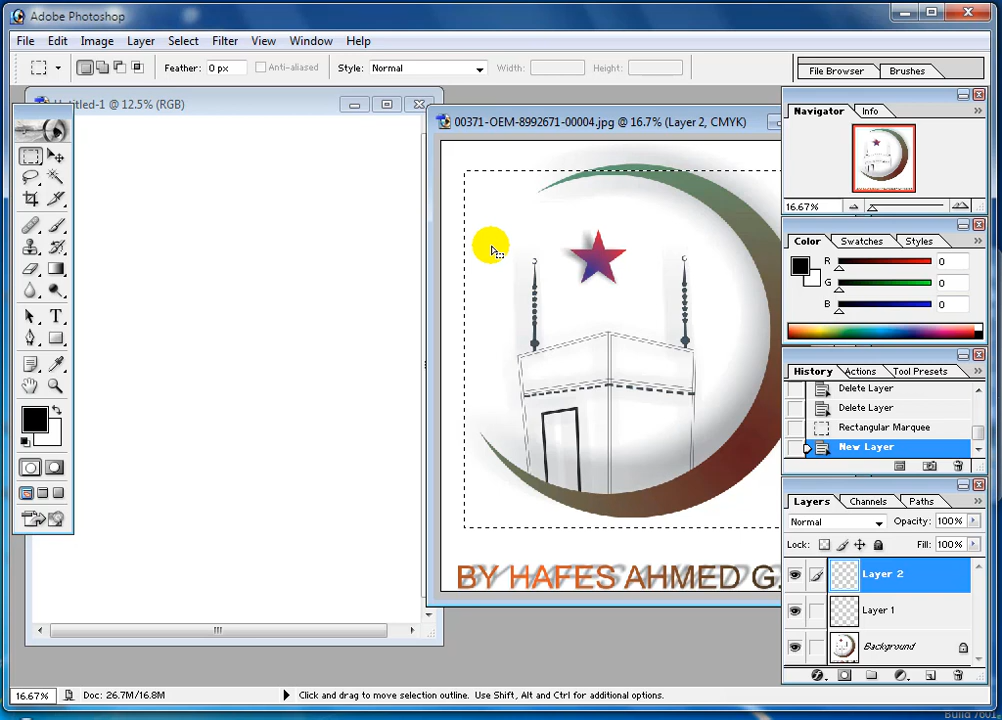 Adobe Photoshop
File Edit Image Layer Select Filter View Window Help
Feather: 0 px Anti-aliased Style: Normal Width: Height: File Browser Brushes
Untitled-1 @ 12.5% (RGB)
00371-OEM-8992671-00004.jpg @ 16.7% (Layer 2, CMYK)
Navigator Info
16.67%
Color Swatches Styles
R 0
G 0
B 0
History Actions Tool Presets
Delete Layer
Delete Layer
Rectangular Marquee
New Layer
Layers Channels Paths
Normal Opacity: 100%
Lock: Fill: 100%
Layer 2
Layer 1
Background
BY HAFES AHMED G.
16.67% Doc: 26.7M/16.8M Click and drag to move selection outline. Use Shift, Alt and Ctrl for additional options.
Build 7601